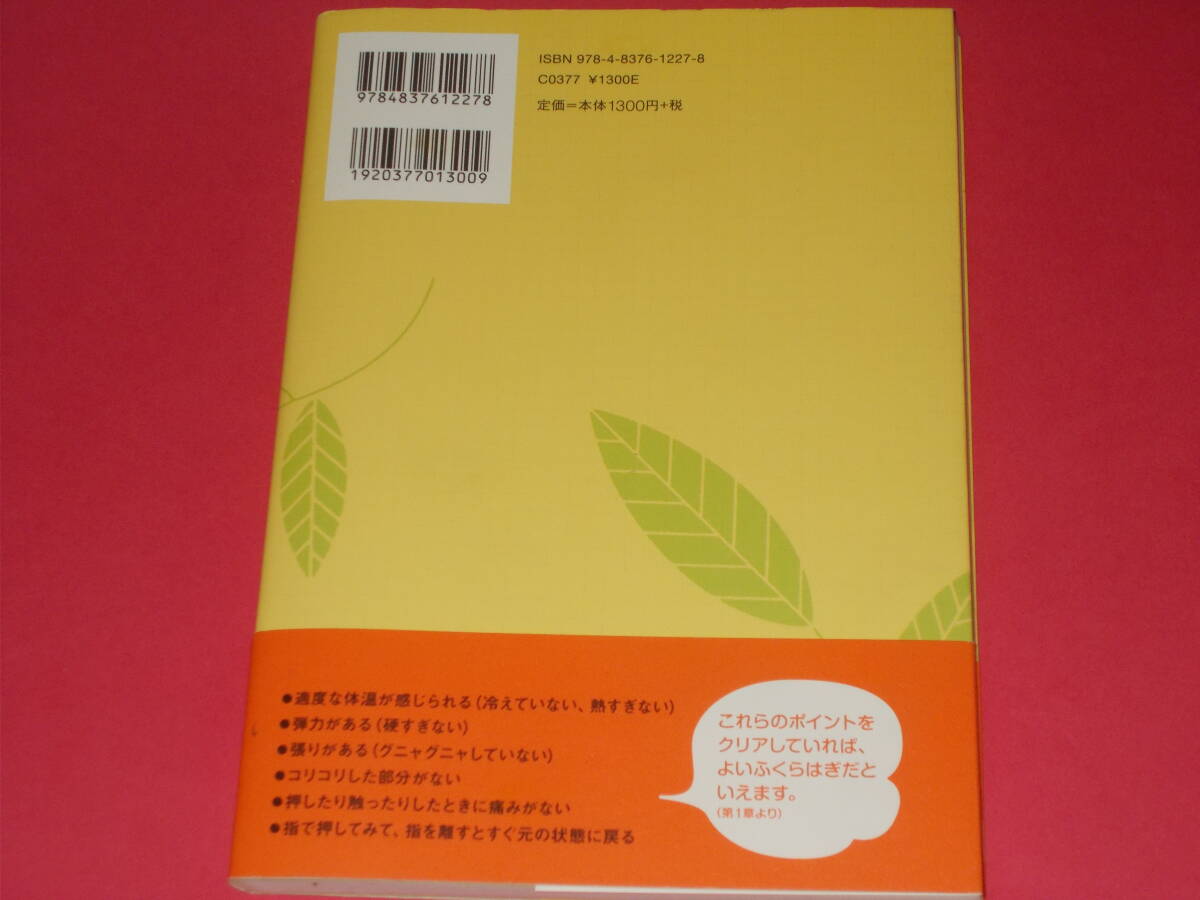 ISBN 978-4-8376-1227-8
C0377 ¥1300E
定価=本体1300円+税
9784837612278
1920377013009
●適度な体温が感じられる(冷えていない、熱すぎない)
●弾力がある(硬すぎない)
●張りがある(グニャグニャしていない)
●コリコリした部分がない
●押したり触ったりしたときに痛みがない
●指で押してみて、指を離すとすぐ元の状態に戻る
これらのポイントを
クリアしていれば、
よいふくらはぎだと
いえます。
(第1章より)